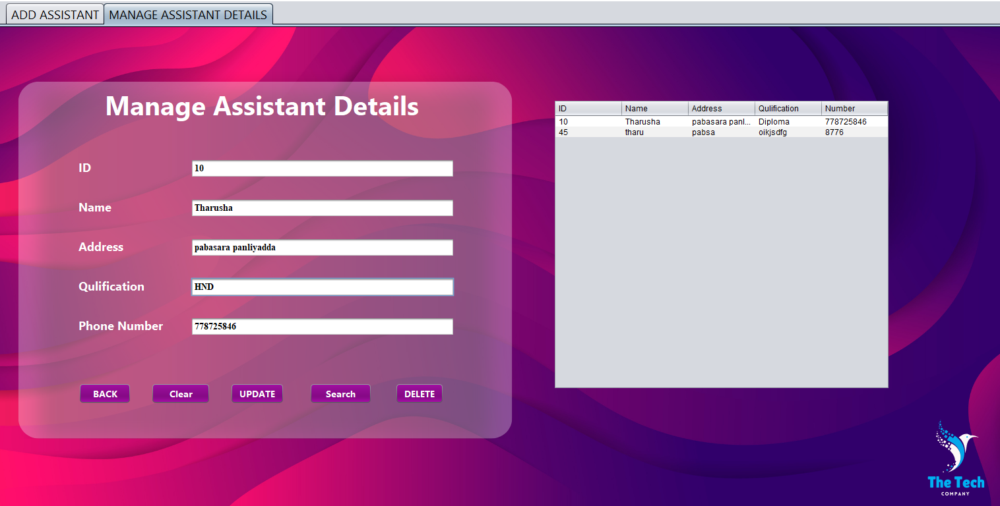 ADD ASSISTANT MANAGE ASSISTANT DETAILS
Manage Assistant Details
ID 10
Name Tharusha
Address pabasara panliyadda
Qulification HND
Phone Number 778725846
BACK Clear UPDATE Search DELETE
ID Name Address Qulification Number
10 Tharusha pabasara panl... Diploma 778725846
45 tharu pabsa oikjsdfg 8776
The Tech
COMPANY